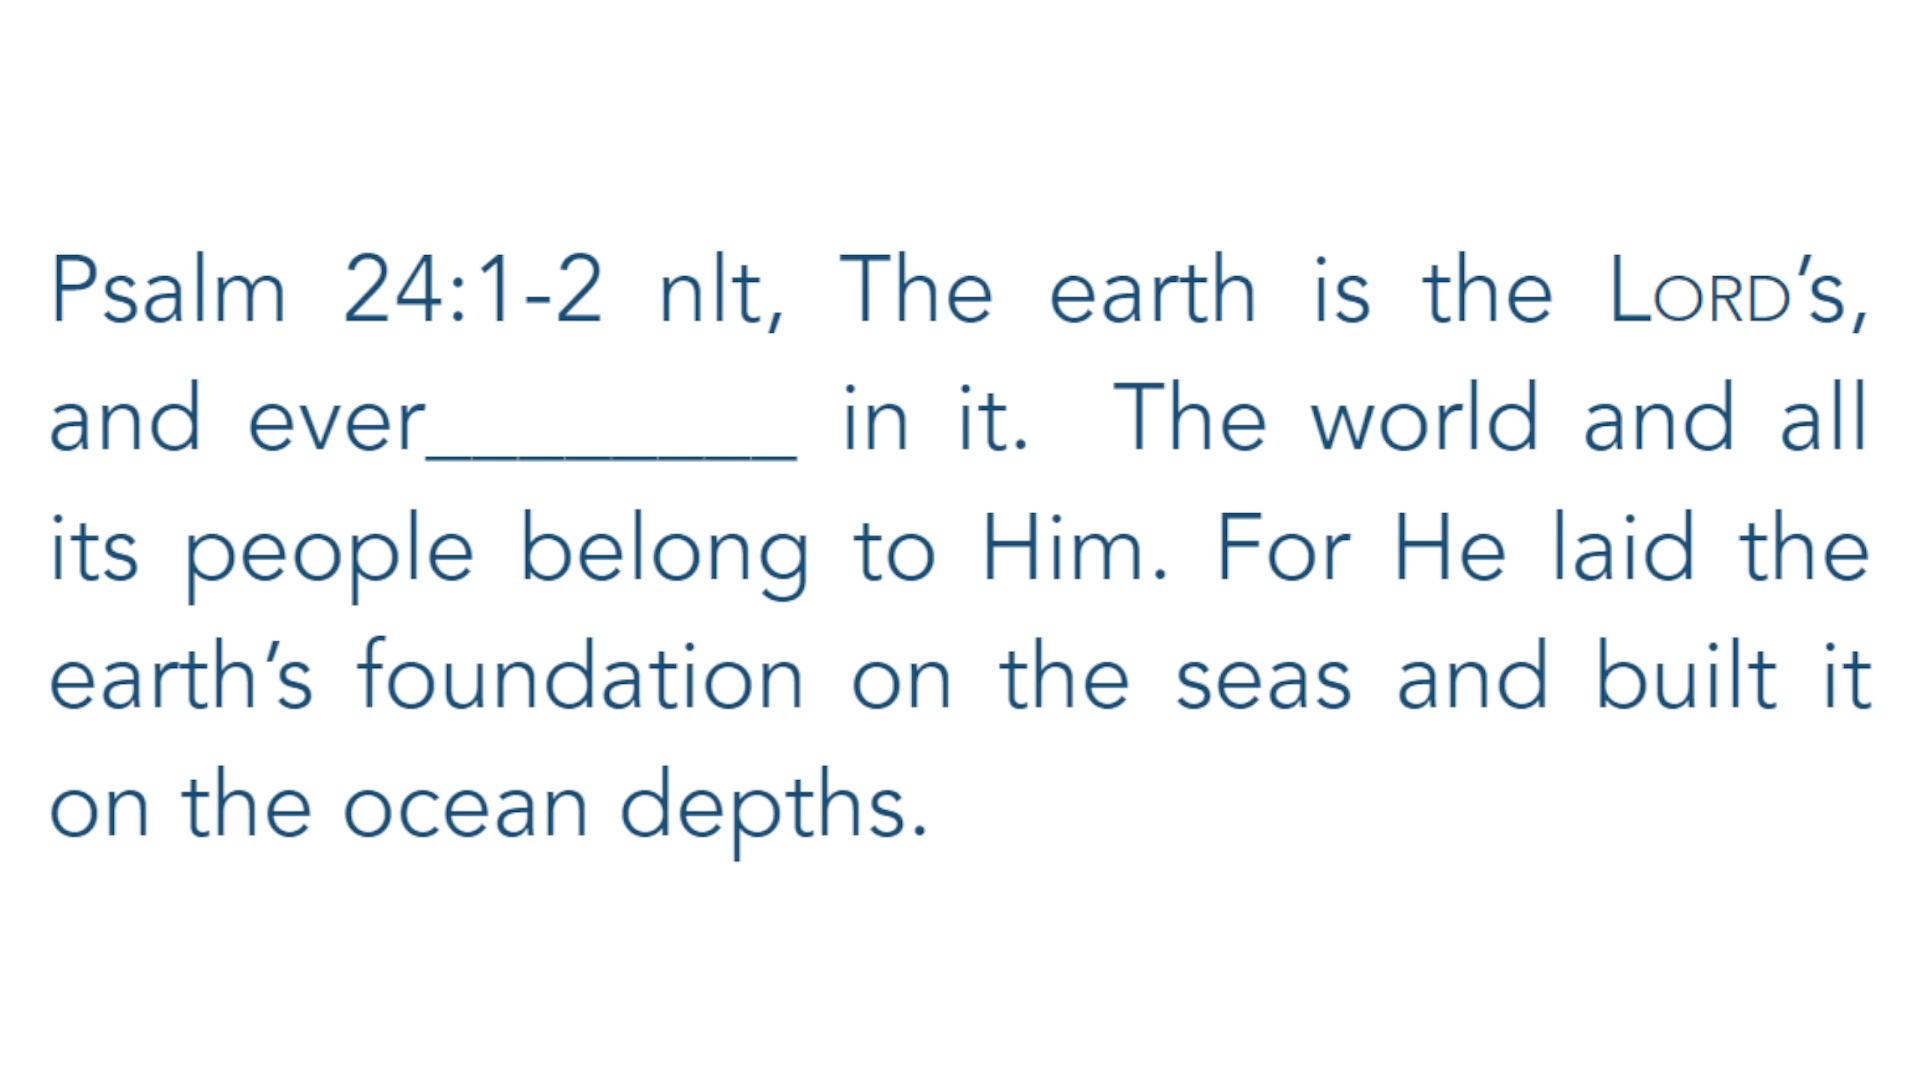 Psalm 24:1-2 nlt, The earth is the LORD’s,
and ever________ in it. The world and all
its people belong to Him. For He laid the
earth’s foundation on the seas and built it
on the ocean depths.